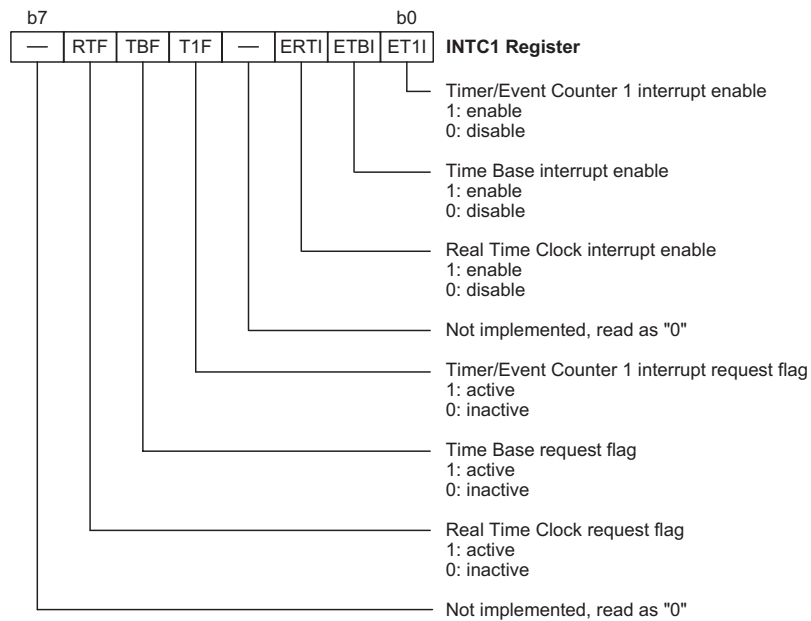 b7 b0
— RTF TBF T1F — ERTI ETBI ET1I INTC1 Register
Timer/Event Counter 1 interrupt enable
1: enable
0: disable
Time Base interrupt enable
1: enable
0: disable
Real Time Clock interrupt enable
1: enable
0: disable
Not implemented, read as "0"
Timer/Event Counter 1 interrupt request flag
1: active
0: inactive
Time Base request flag
1: active
0: inactive
Real Time Clock request flag
1: active
0: inactive
Not implemented, read as "0"